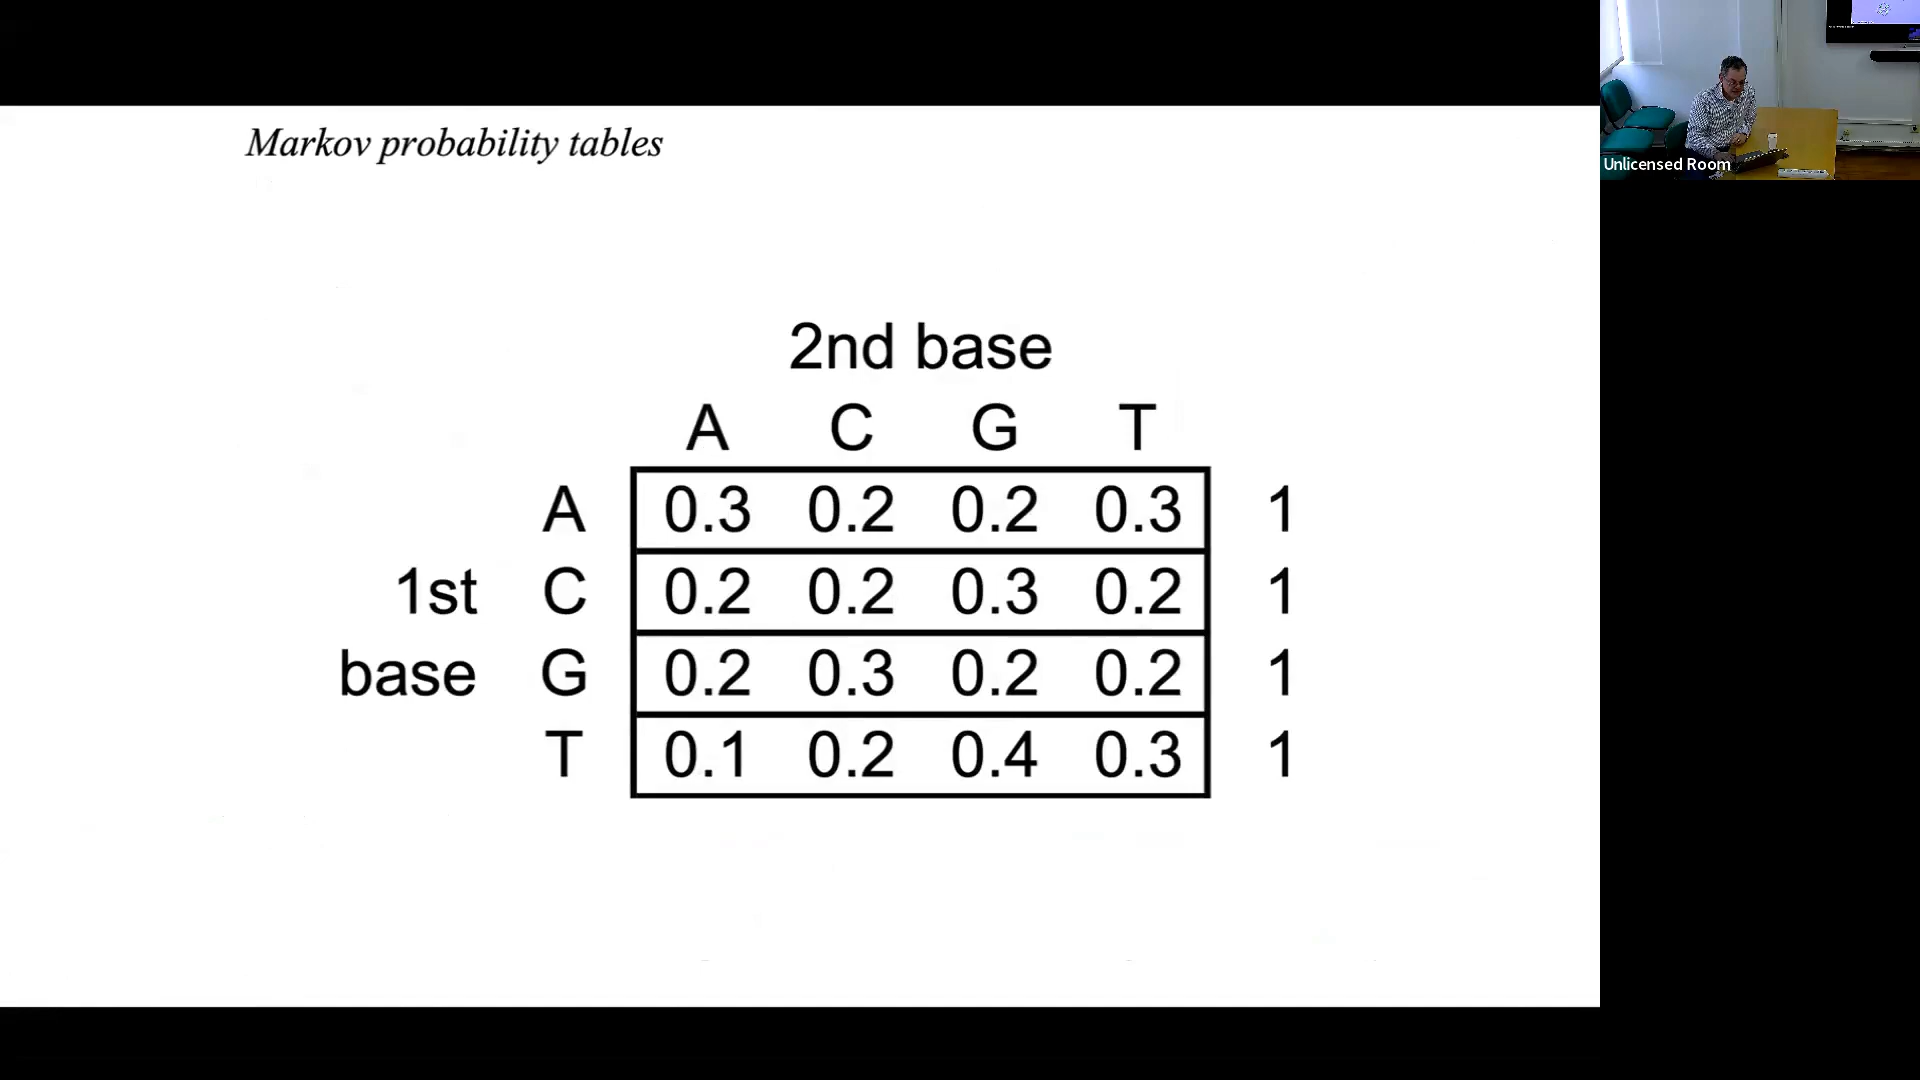 Markov probability tables
2nd base
A C G T
A 0.3 0.2 0.2 0.3 1
1st C 0.2 0.2 0.3 0.2 1
base G 0.2 0.3 0.2 0.2 1
T 0.1 0.2 0.4 0.3 1
Unlicensed Room